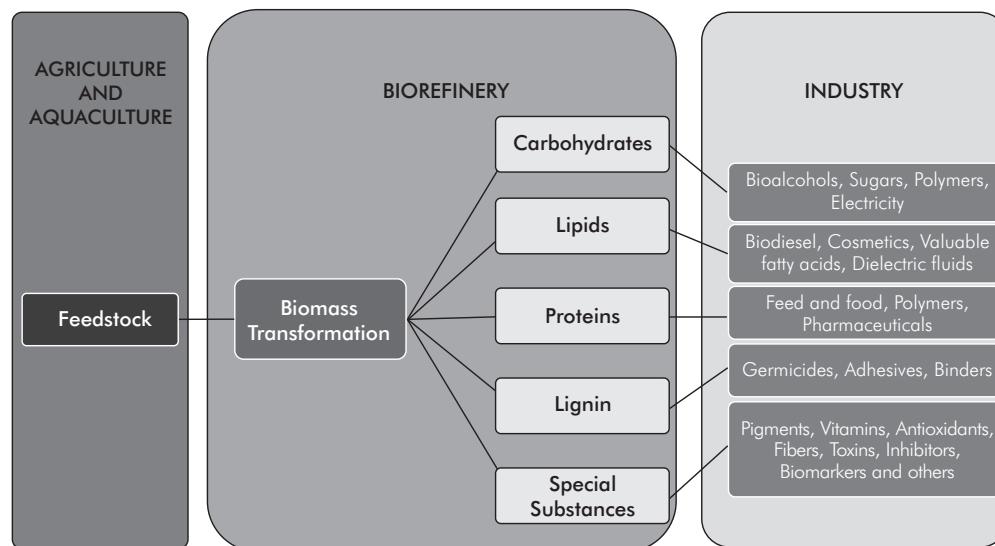 AGRICULTURE
AND
AQUACULTURE
Feedstock
BIOREFINERY
Biomass
Transformation
Carbohydrates
Lipids
Proteins
Lignin
Special
Substances
INDUSTRY
Bioalcohols, Sugars, Polymers,
Electricity
Biodiesel, Cosmetics, Valuable
fatty acids, Dielectric fluids
Feed and food, Polymers,
Pharmaceuticals
Germicides, Adhesives, Binders
Pigments, Vitamins, Antioxidants,
Fibers, Toxins, Inhibitors,
Biomarkers and others